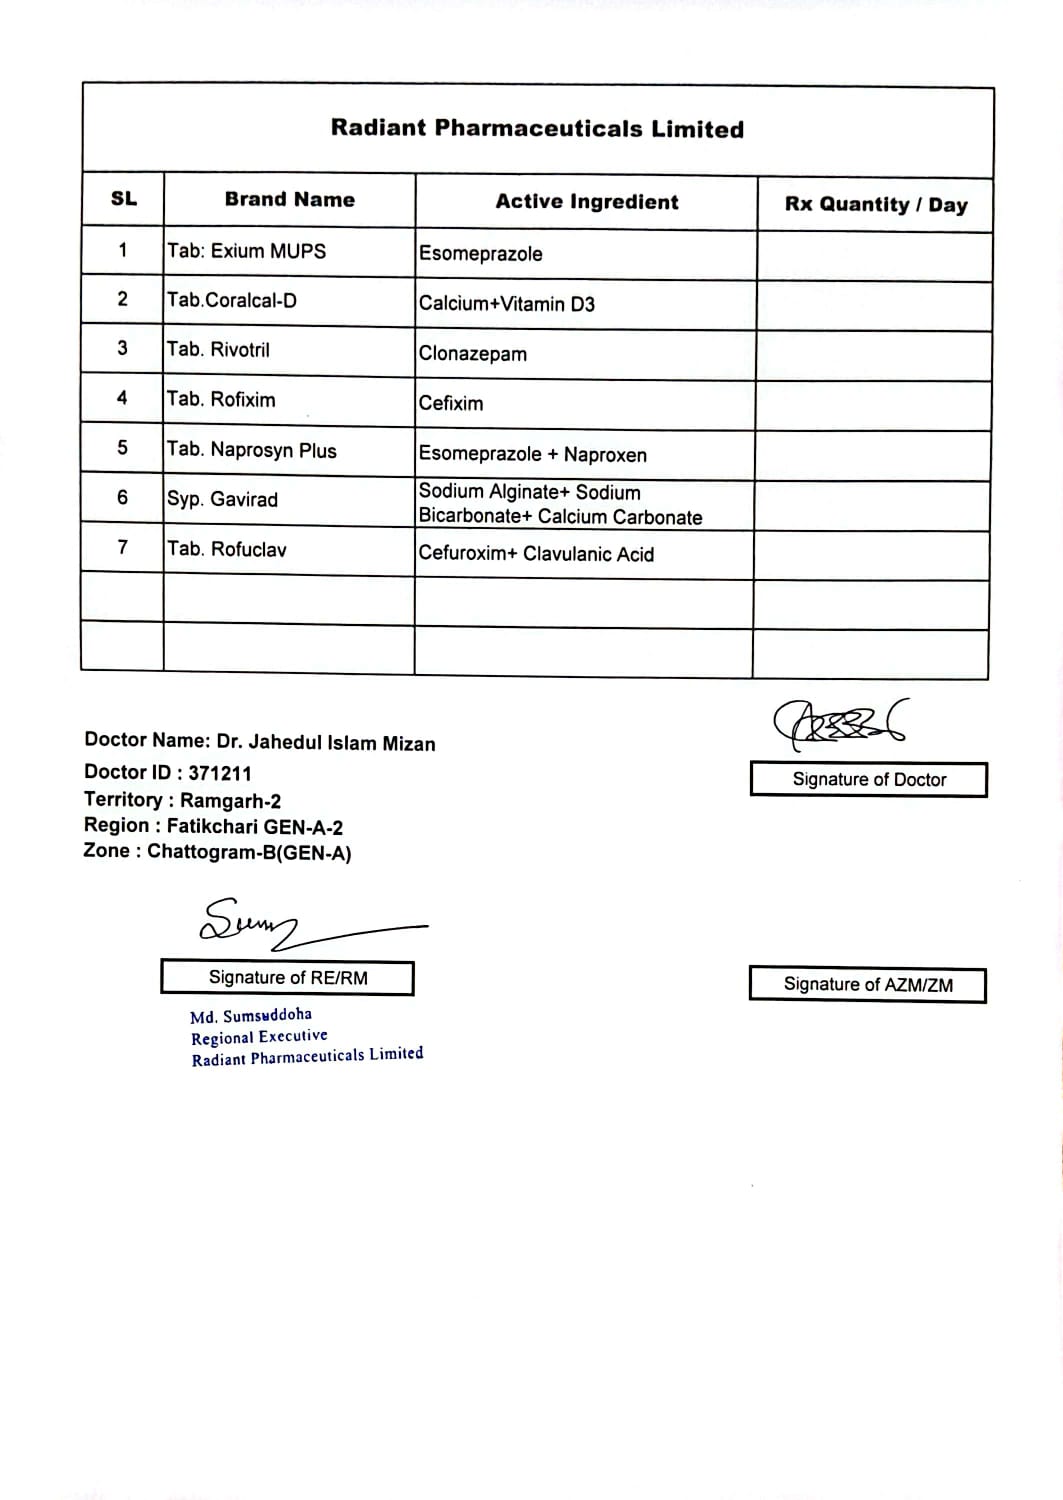 Radiant Pharmaceuticals Limited
SL Brand Name Active Ingredient Rx Quantity / Day
1 Tab: Exium MUPS Esomeprazole
2 Tab.Coralcal-D Calcium+Vitamin D3
3 Tab. Rivotril Clonazepam
4 Tab. Rofixim Cefixim
5 Tab. Naprosyn Plus Esomeprazole + Naproxen
6 Syp. Gavirad Sodium Alginate+ Sodium
Bicarbonate+ Calcium Carbonate
7 Tab. Rofuclav Cefuroxim+ Clavulanic Acid
Doctor Name: Dr. Jahedul Islam Mizan
Doctor ID : 371211
Territory : Ramgarh-2
Region : Fatikchari GEN-A-2
Zone : Chattogram-B(GEN-A)
Signature of Doctor
Signature of RE/RM
Signature of AZM/ZM
Md. Sumsuddoha
Regional Executive
Radiant Pharmaceuticals Limited